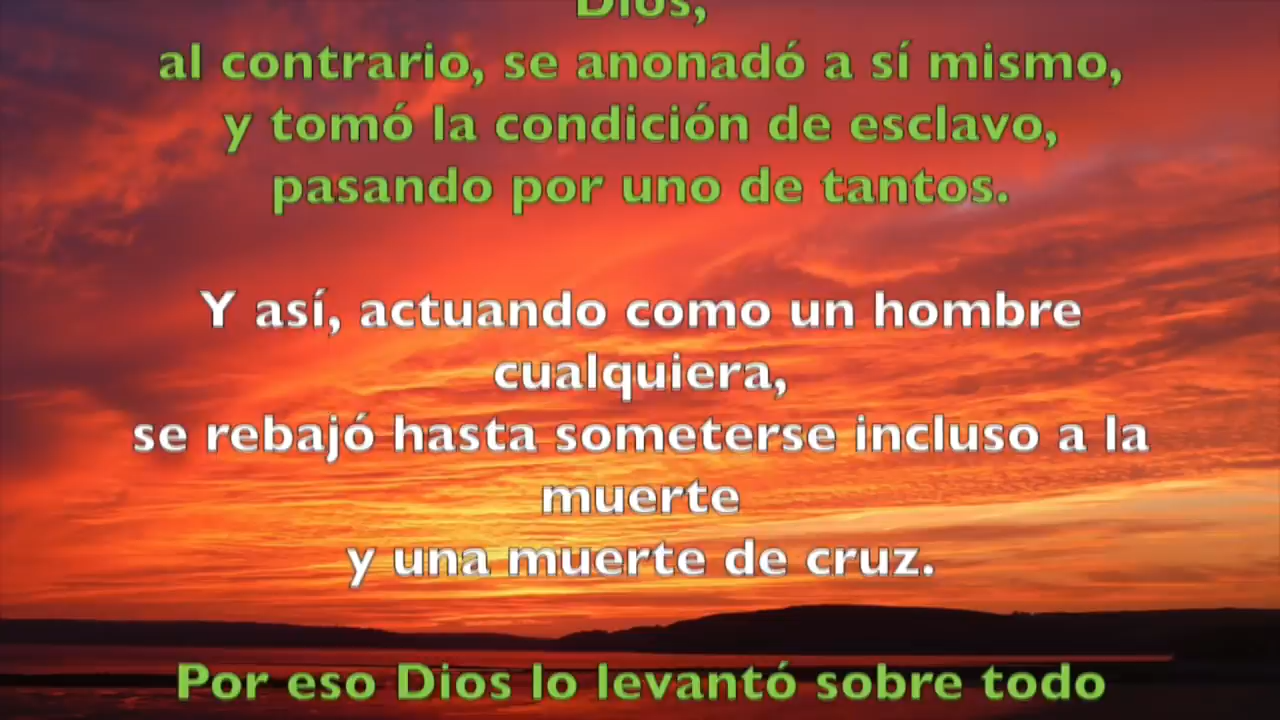 Dios,
al contrario, se anonadó a sí mismo,
y tomó la condición de esclavo,
pasando por uno de tantos.
Y así, actuando como un hombre
cualquiera,
se rebajó hasta someterse incluso a la
muerte
y una muerte de cruz.
Por eso Dios lo levantó sobre todo